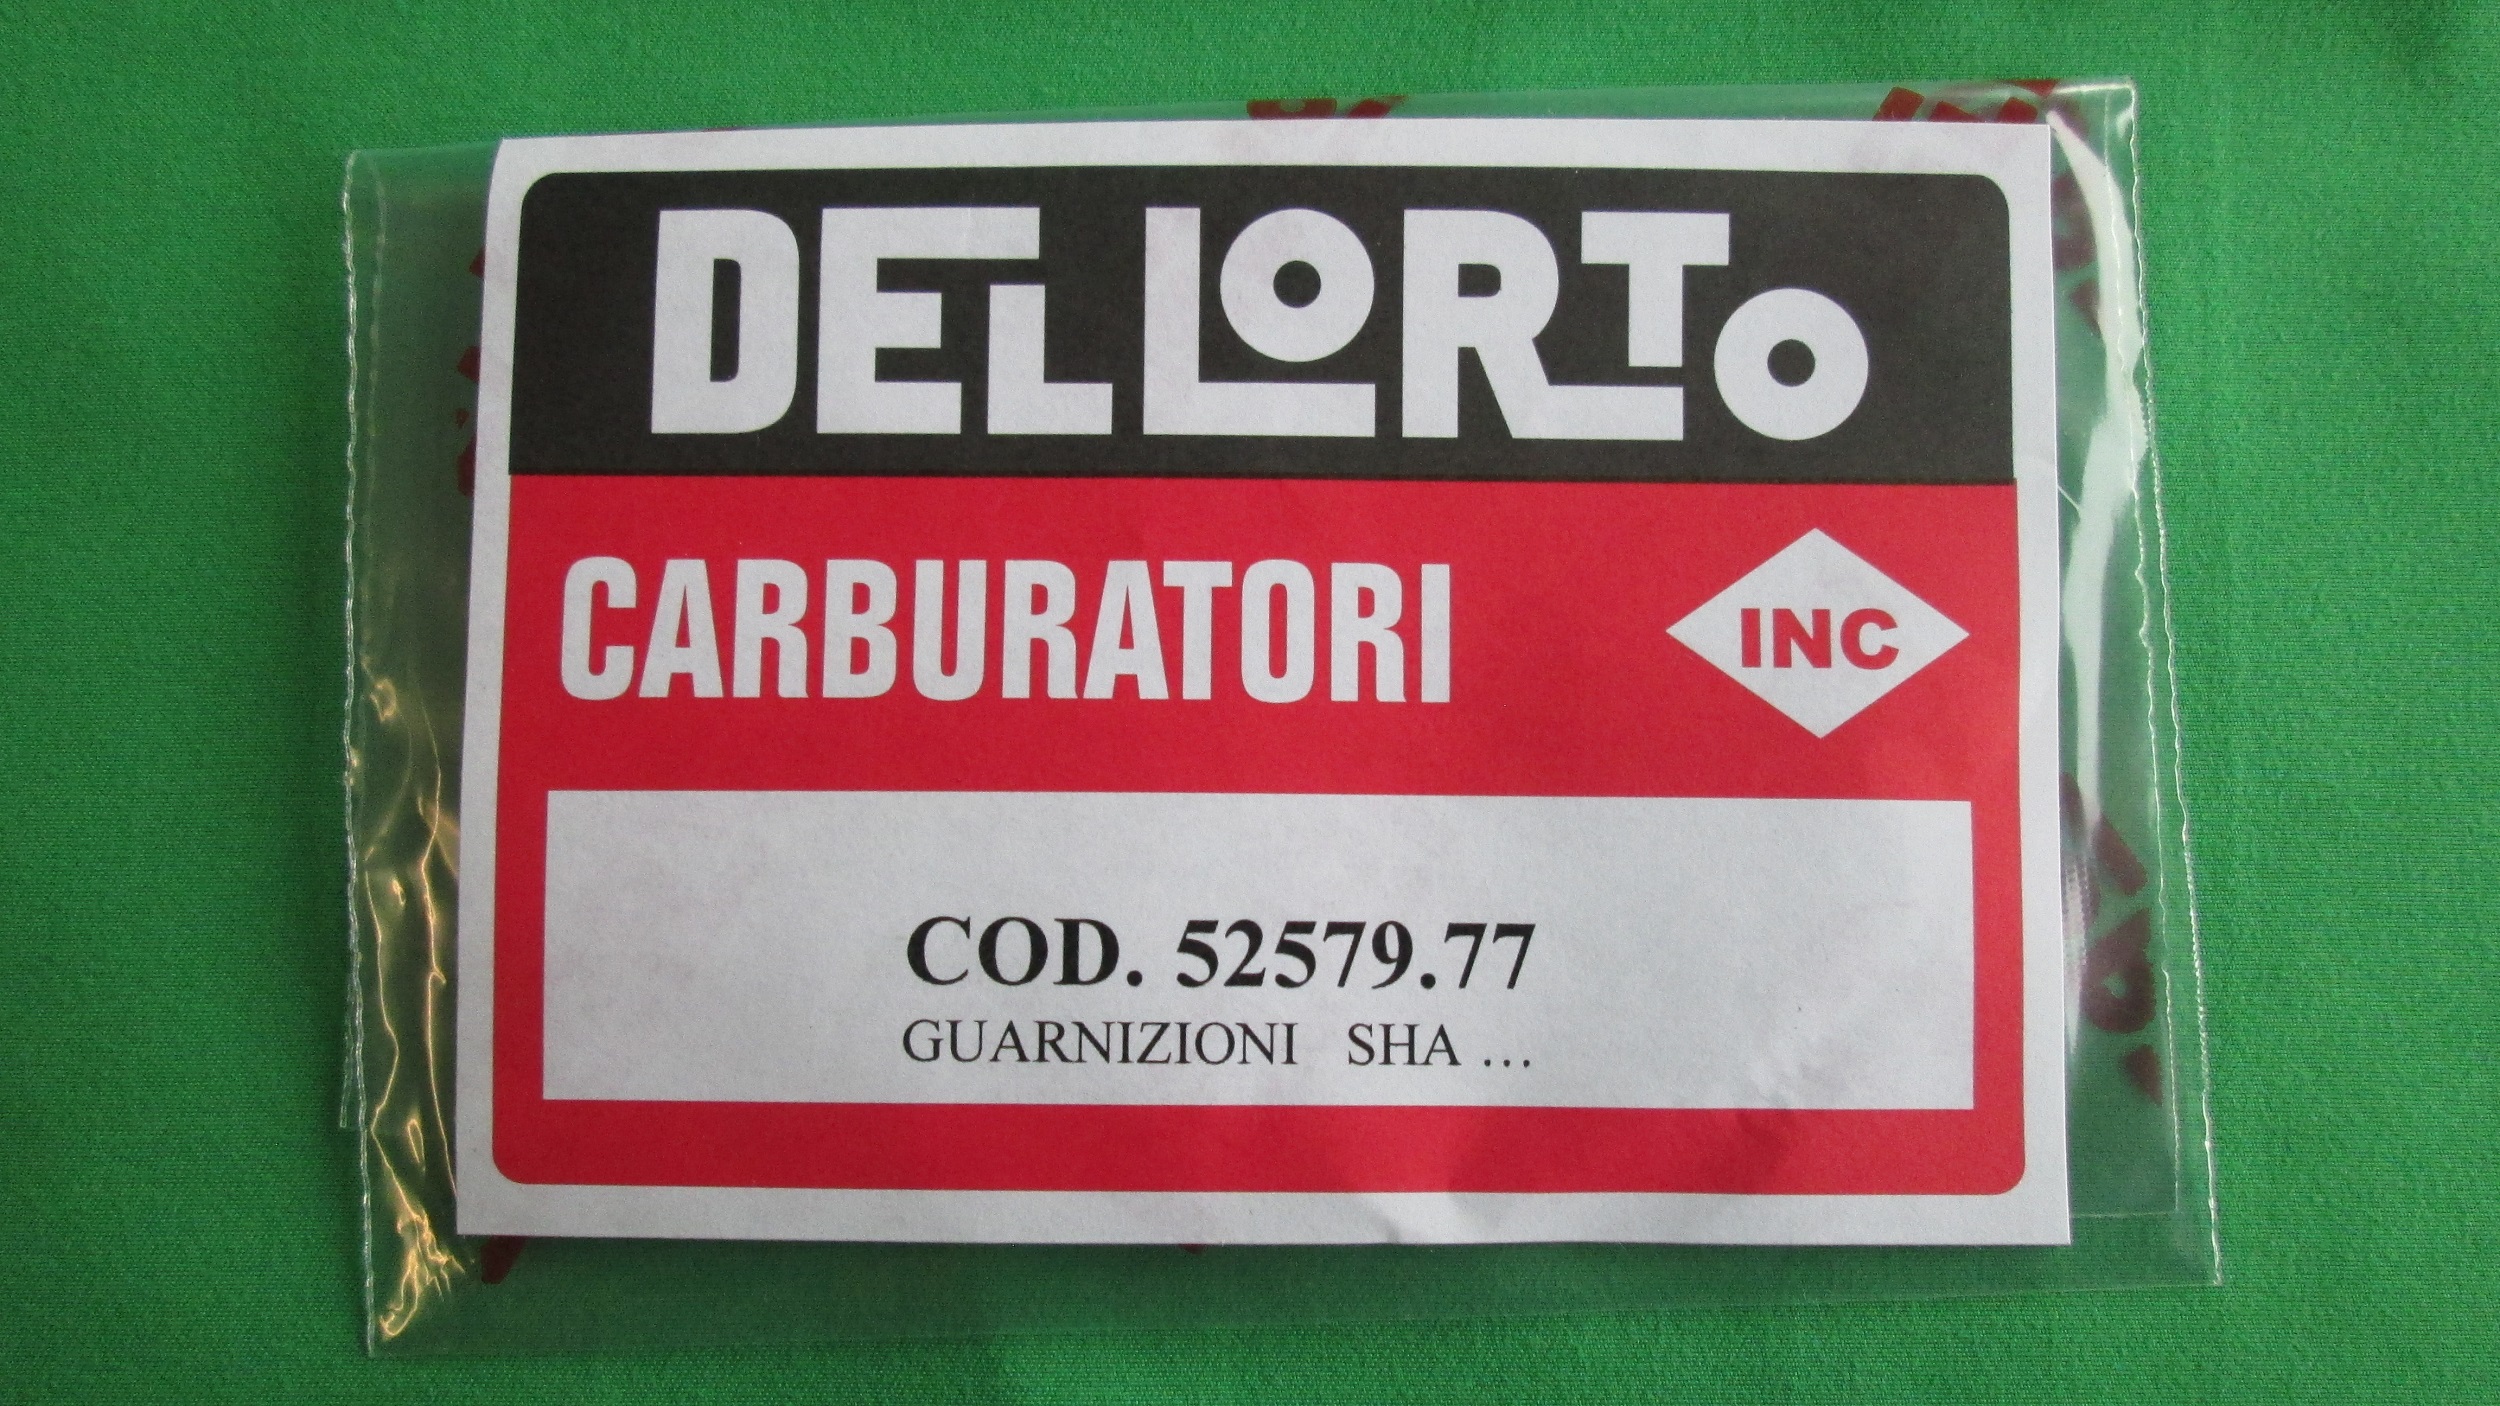 DELLORTO
CARBURATORI
INC
COD. 52579.77
GUARNIZIONI SHA ...